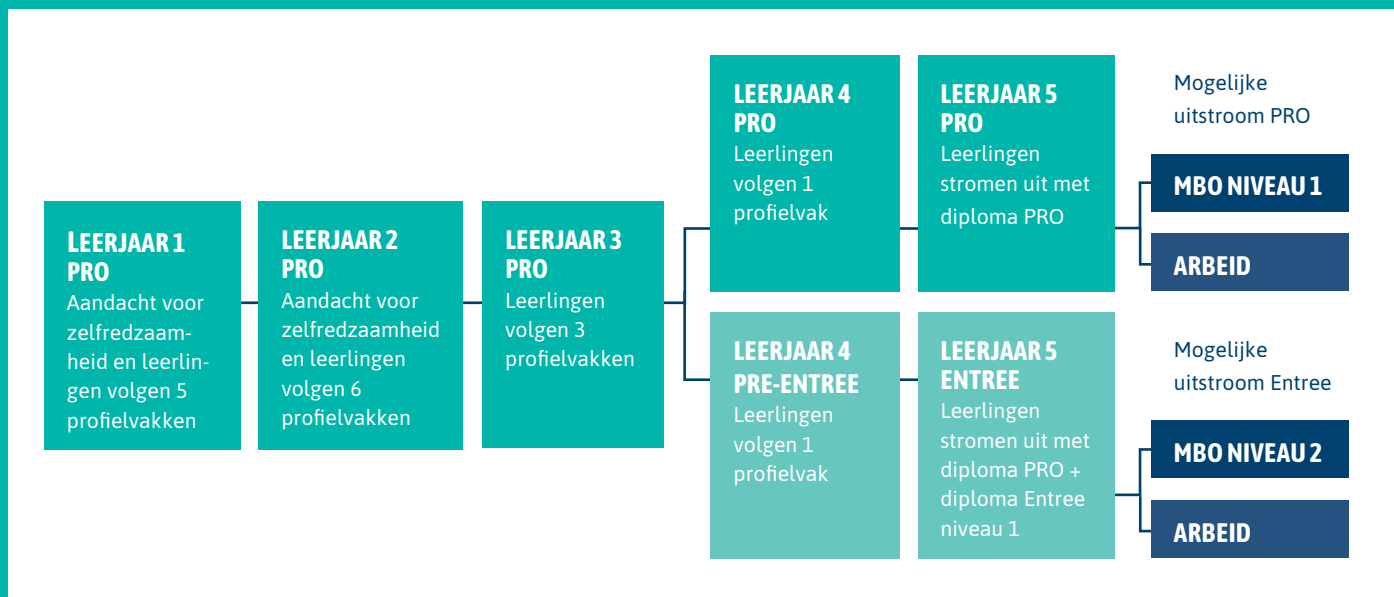 LEERJAAR 1
PRO
Aandacht voor
zelfredzaam-
heid en leerlin-
gen volgen 5
profielvakken
LEERJAAR 2
PRO
Aandacht voor
zelfredzaamheid
en leerlingen
volgen 6
profielvakken
LEERJAAR 3
PRO
Leerlingen
volgen 3
profielvakken
LEERJAAR 4
PRO
Leerlingen
volgen 1
profielvak
LEERJAAR 5
PRO
Leerlingen
stromen uit met
diploma PRO
Mogelijke
uitstroom PRO
MBO NIVEAU 1
ARBEID
LEERJAAR 4
PRE-ENTREE
Leerlingen
volgen 1
profielvak
LEERJAAR 5
ENTREE
Leerlingen
stromen uit met
diploma PRO +
diploma Entree
niveau 1
Mogelijke
uitstroom Entree
MBO NIVEAU 2
ARBEID